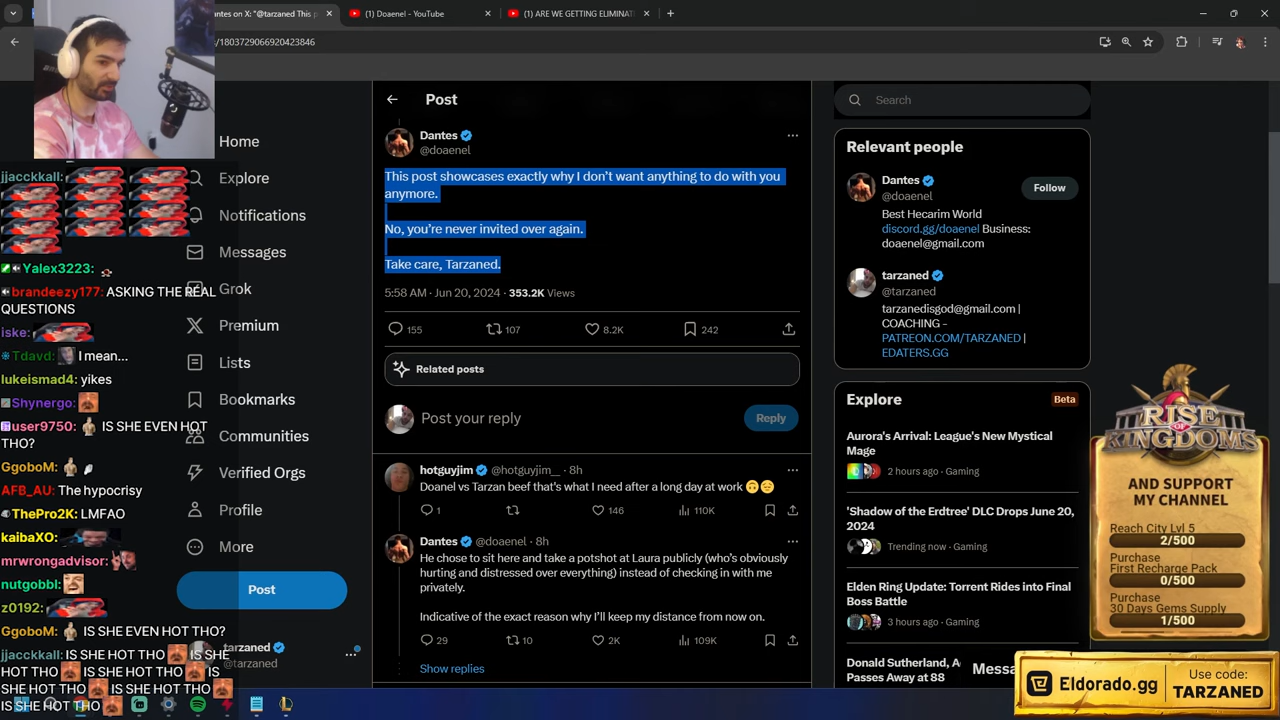 antes on X: "@tarzaned This p
(1) Doaenel - YouTube
(1) ARE WE GETTING ELIMINAT
/1803729066920423846
Post
Search
Dantes
@doaenel
This post showcases exactly why I don't want anything to do with you
anymore.
No, you're never invited over again.
Take care, Tarzaned.
5:58 AM · Jun 20, 2024 · 353.2K Views
155
107
8.2K
242
Related posts
Post your reply
Reply
hotguyjim @hotguyjim_ · 8h
Doanel vs Tarzan beef that's what I need after a long day at work
1
146
110K
Dantes @doaenel · 8h
He chose to sit here and take a potshot at Laura publicly (who's obviously
hurting and distressed over everything) instead of checking in with me
privately.
Indicative of the exact reason why I'll keep my distance from now on.
29
10
2K
109K
Show replies
Home
Explore
Notifications
Messages
Grok
Premium
Lists
Bookmarks
Communities
Verified Orgs
Profile
More
Post
tarzaned
@tarzaned
jjacckkall:
Yalex3223:
brandeezy177: ASKING THE REAL
QUESTIONS
iske:
Tdavd: I mean...
lukeismad4: yikes
Shynergo:
user9750: IS SHE EVEN HOT
THO?
GgoboM:
AFB_AU: The hypocrisy
ThePro2K: LMFAO
kaibaXO:
mrwrongadvisor:
nutgobbl:
z0192:
GgoboM: IS SHE EVEN HOT THO?
jjacckkall: IS SHE HOT THO IS SHE
HOT THO IS SHE HOT THO IS
SHE HOT THO IS SHE HOT THO
IS SHE HOT THO
Relevant people
Dantes
@doaenel
Follow
Best Hecarim World
discord.gg/doaenel Business:
doaenel@gmail.com
tarzaned
@tarzaned
tarzanedisgod@gmail.com |
COACHING -
PATREON.COM/TARZANED |
EDATERS.GG
Explore
Beta
Aurora's Arrival: League's New Mystical
Mage
2 hours ago · Gaming
'Shadow of the Erdtree' DLC Drops June 20,
2024
Trending now · Gaming
Elden Ring Update: Torrent Rides into Final
Boss Battle
3 hours ago · Gaming
Donald Sutherland, Ac
Passes Away at 88
Messa
RISE
OF
KINGDOMS
AND SUPPORT
MY CHANNEL
Reach City Lvl 5
2/500
Purchase
First Recharge Pack
0/500
Purchase
30 Days Gems Supply
1/500
Eldorado.gg
Use code:
TARZANED